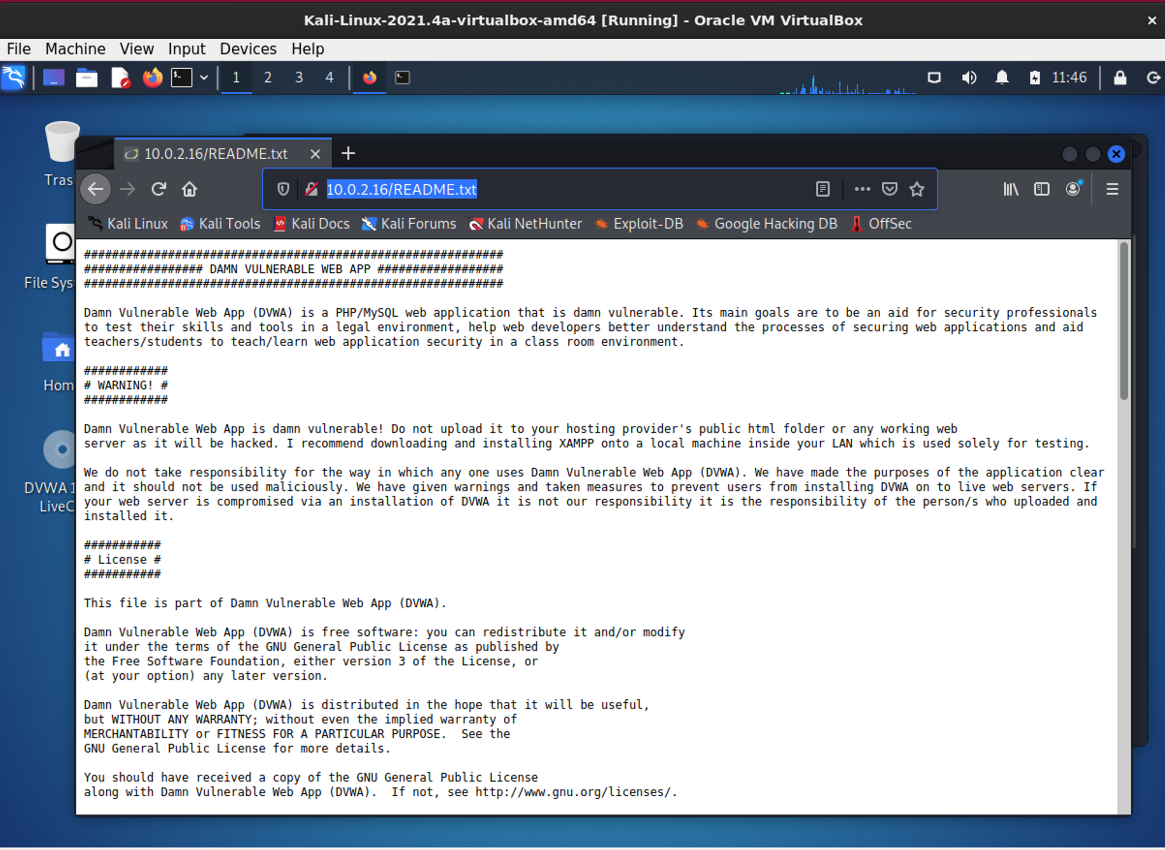 Kali-Linux-2021.4a-virtualbox-amd64 [Running] - Oracle VM VirtualBox
File Machine View Input Devices Help
1 2 3 4 11:46
Tras
File Sys
Hom
DVWA 1
LiveC
10.0.2.16/README.txt
10.0.2.16/README.txt
Kali Linux Kali Tools Kali Docs Kali Forums Kali NetHunter Exploit-DB Google Hacking DB OffSec
############################################################
################# DAMN VULNERABLE WEB APP ##################
############################################################
Damn Vulnerable Web App (DVWA) is a PHP/MySQL web application that is damn vulnerable. Its main goals are to be an aid for security professionals
to test their skills and tools in a legal environment, help web developers better understand the processes of securing web applications and aid
teachers/students to teach/learn web application security in a class room environment.
############
# WARNING! #
############
Damn Vulnerable Web App is damn vulnerable! Do not upload it to your hosting provider's public html folder or any working web
server as it will be hacked. I recommend downloading and installing XAMPP onto a local machine inside your LAN which is used solely for testing.
We do not take responsibility for the way in which any one uses Damn Vulnerable Web App (DVWA). We have made the purposes of the application clear
and it should not be used maliciously. We have given warnings and taken measures to prevent users from installing DVWA on to live web servers. If
your web server is compromised via an installation of DVWA it is not our responsibility it is the responsibility of the person/s who uploaded and
installed it.
###########
# License #
###########
This file is part of Damn Vulnerable Web App (DVWA).
Damn Vulnerable Web App (DVWA) is free software: you can redistribute it and/or modify
it under the terms of the GNU General Public License as published by
the Free Software Foundation, either version 3 of the License, or
(at your option) any later version.
Damn Vulnerable Web App (DVWA) is distributed in the hope that it will be useful,
but WITHOUT ANY WARRANTY; without even the implied warranty of
MERCHANTABILITY or FITNESS FOR A PARTICULAR PURPOSE.  See the
GNU General Public License for more details.
You should have received a copy of the GNU General Public License
along with Damn Vulnerable Web App (DVWA).  If not, see http://www.gnu.org/licenses/.